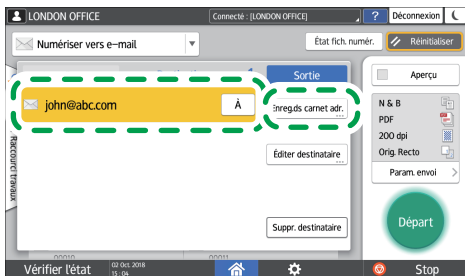 LONDON OFFICE
Connecté : [LONDON OFFICE]
?
Déconnexion
Numériser vers e-mail
État fich. numér.
Réinitialiser
Sortie
Aperçu
john@abc.com
À
Enreg.ds carnet adr.
N & B
PDF
200 dpi
Orig. Recto
Raccourci travaux
Éditer destinataire
Param. envoi
Départ
Suppr. destinataire
00010
00011
Vérifier l'état
02 Oct. 2018
15 : 04
Stop